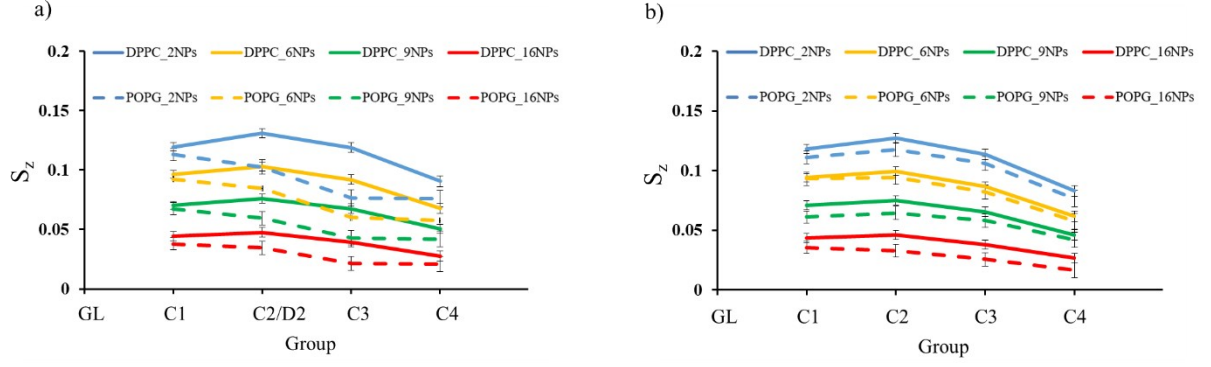 a)
0.2
DPPC_2NPs DPPC_6NPs DPPC_9NPs DPPC_16NPs
POPG_2NPs POPG_6NPs POPG_9NPs POPG_16NPs
0.15
0.1
0.05
0
Sz
GL C1 C2/D2 C3 C4
Group
b)
0.2
DPPC_2NPs DPPC_6NPs DPPC_9NPs DPPC_16NPs
POPG_2NPs POPG_6NPs POPG_9NPs POPG_16NPs
0.15
0.1
0.05
0
Sz
GL C1 C2 C3 C4
Group